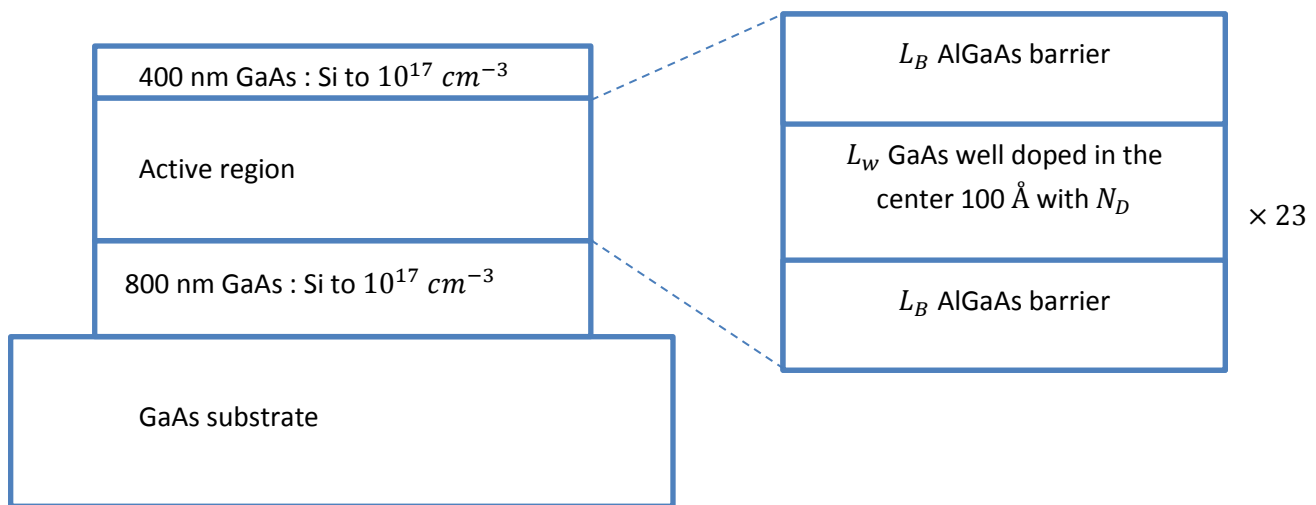 400 nm GaAs : Si to 10^{17} cm^{-3}
Active region
800 nm GaAs : Si to 10^{17} cm^{-3}
GaAs substrate
L_B AlGaAs barrier
L_w GaAs well doped in the
center 100 Å with N_D
× 23
L_B AlGaAs barrier